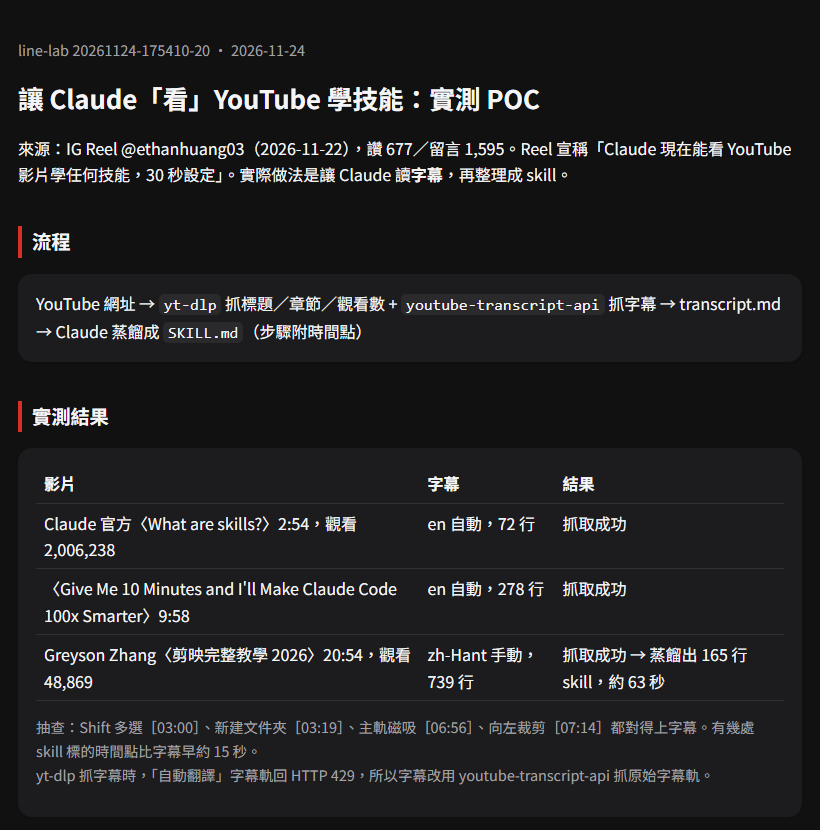 line-lab 20261124-175410-20 • 2026-11-24
讓 Claude「看」YouTube 學技能：實測 POC
來源：IG Reel @ethanhuang03（2026-11-22），讚 677／留言 1,595。Reel 宣稱「Claude 現在能看 YouTube
影片學任何技能，30 秒設定」。實際做法是讓 Claude 讀字幕，再整理成 skill。
流程
YouTube 網址 → yt-dlp 抓標題／章節／觀看數 + youtube-transcript-api 抓字幕 → transcript.md
→ Claude 蒸餾成 SKILL.md（步驟附時間點）
實測結果
影片 字幕 結果
Claude 官方〈What are skills?〉2:54，觀看 en 自動，72 行 抓取成功
2,006,238
〈Give Me 10 Minutes and I'll Make Claude Code en 自動，278 行 抓取成功
100x Smarter〉9:58
Greyson Zhang〈剪映完整教學 2026〉20:54，觀看 zh-Hant 手動， 抓取成功 → 蒸餾出 165 行
48,869 739 行 skill，約 63 秒
抽查：Shift 多選［03:00］、新建文件夾［03:19］、主軌磁吸［06:56］、向左裁剪［07:14］都對得上字幕。有幾處
skill 標的時間點比字幕早約 15 秒。
yt-dlp 抓字幕時，「自動翻譯」字幕軌回 HTTP 429，所以字幕改用 youtube-transcript-api 抓原始字幕軌。